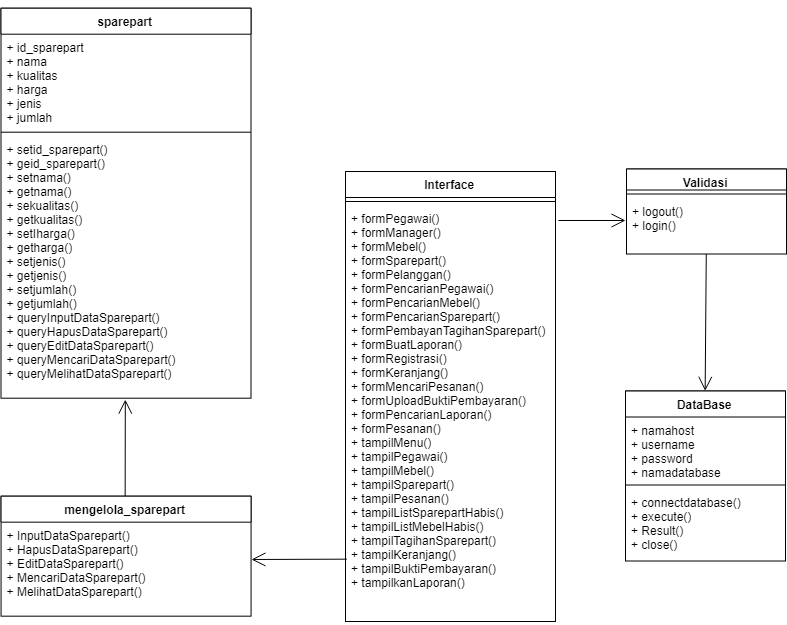 sparepart
+ id_sparepart
+ nama
+ kualitas
+ harga
+ jenis
+ jumlah
+ setid_sparepart()
+ geid_sparepart()
+ setnama()
+ getnama()
+ sekualitas()
+ getkualitas()
+ setlharga()
+ getharga()
+ setjenis()
+ getjenis()
+ setjumlah()
+ getjumlah()
+ queryInputDataSparepart()
+ queryHapusDataSparepart()
+ queryEditDataSparepart()
+ queryMencariDataSparepart()
+ queryMelihatDataSparepart()
mengelola_sparepart
+ InputDataSparepart()
+ HapusDataSparepart()
+ EditDataSparepart()
+ MencariDataSparepart()
+ MelihatDataSparepart()
Interface
+ formPegawai()
+ formManager()
+ formMebel()
+ formSparepart()
+ formPelanggan()
+ formPencarianPegawai()
+ formPencarianMebel()
+ formPencarianSparepart()
+ formPembayanTagihanSparepart()
+ formBuatLaporan()
+ formRegistrasi()
+ formKeranjang()
+ formMencariPesanan()
+ formUploadBuktiPembayaran()
+ formPencarianLaporan()
+ formPesanan()
+ tampilMenu()
+ tampilPegawai()
+ tampilMebel()
+ tampilSparepart()
+ tampilPesanan()
+ tampilListSparepartHabis()
+ tampilListMebelHabis()
+ tampilTagihanSparepart()
+ tampilKeranjang()
+ tampilBuktiPembayaran()
+ tampilkanLaporan()
Validasi
+ logout()
+ login()
DataBase
+ namahost
+ username
+ password
+ namadatabase
+ connectdatabase()
+ execute()
+ Result()
+ close()